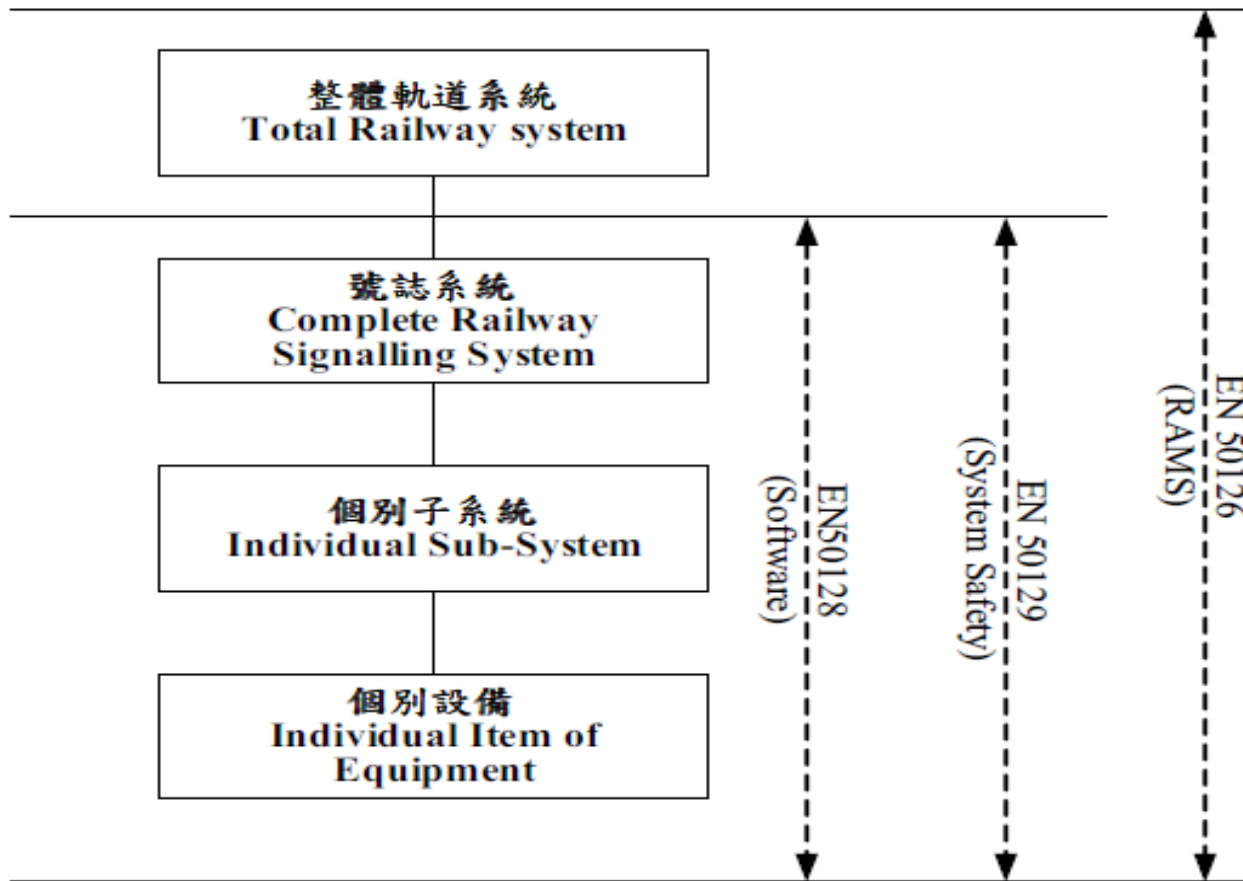 整體軌道系統
Total Railway system
號誌系統
Complete Railway
Signalling System
個別子系統
Individual Sub-System
個別設備
Individual Item of
Equipment
EN50128
(Software)
EN 50129
(System Safety)
EN 50126
(RAMS)